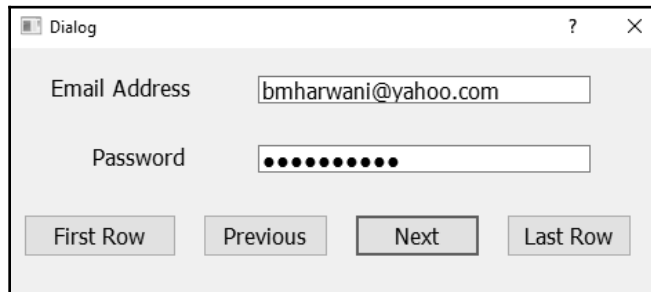 Dialog ?
Email Address bmharwani@yahoo.com
Password ●●●●●●●●●●
First Row Previous Next Last Row